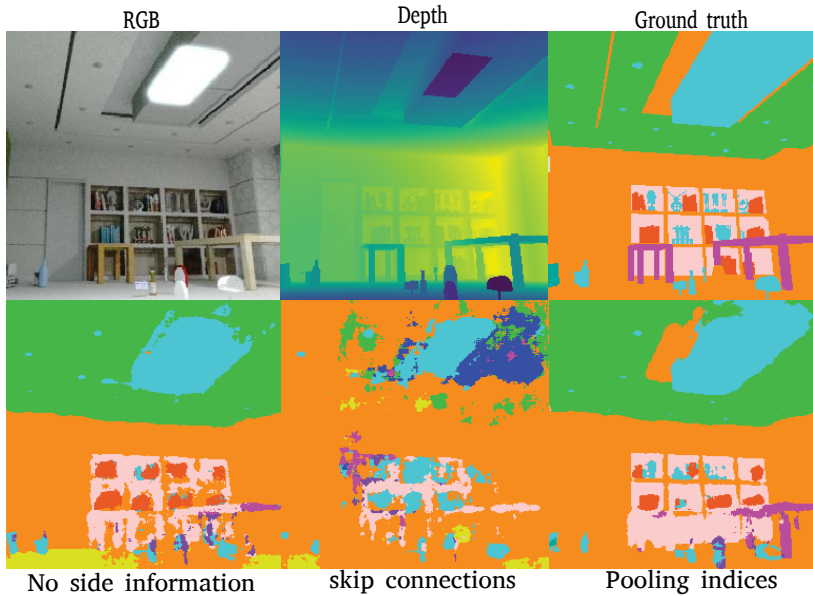 RGB Depth Ground truth
No side information skip connections Pooling indices